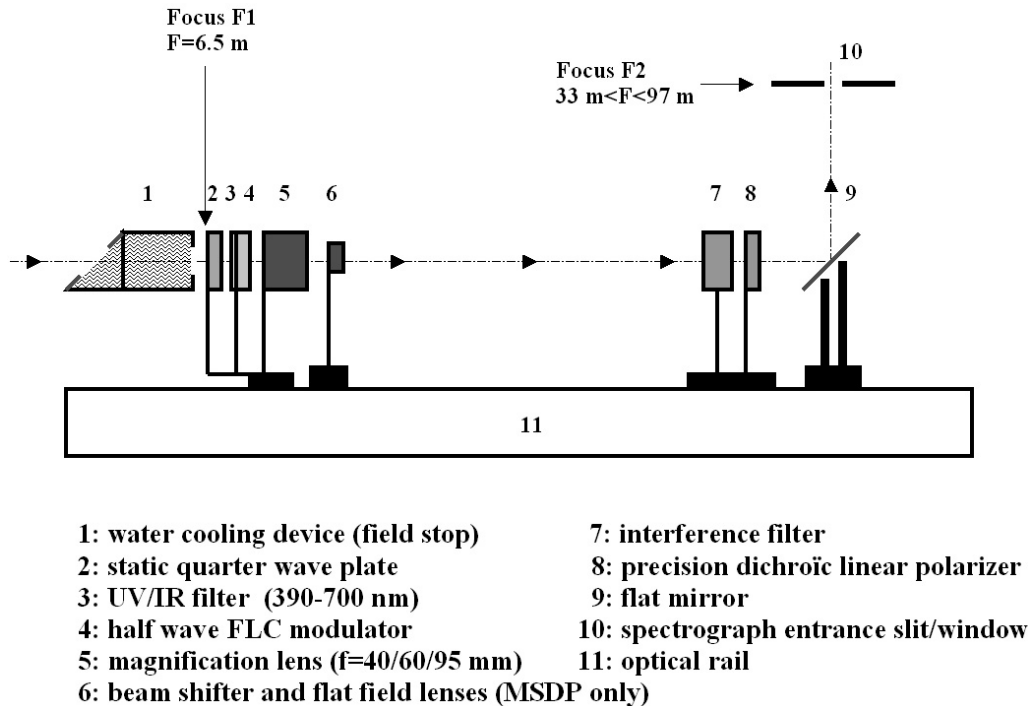 Focus F1
F=6.5 m
10
Focus F2
33 m<F<97 m
1 2 3 4 5 6 7 8 9
11
1: water cooling device (field stop)
2: static quarter wave plate
3: UV/IR filter (390-700 nm)
4: half wave FLC modulator
5: magnification lens (f=40/60/95 mm)
6: beam shifter and flat field lenses (MSDP only)
7: interference filter
8: precision dichroïc linear polarizer
9: flat mirror
10: spectrograph entrance slit/window
11: optical rail